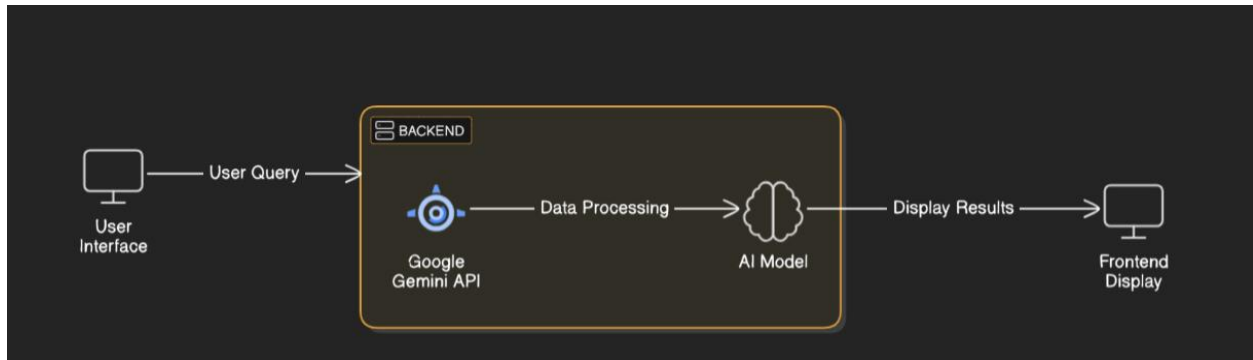 BACKEND
User Query
Data Processing
Display Results
User
Interface
Google
Gemini API
AI Model
Frontend
Display